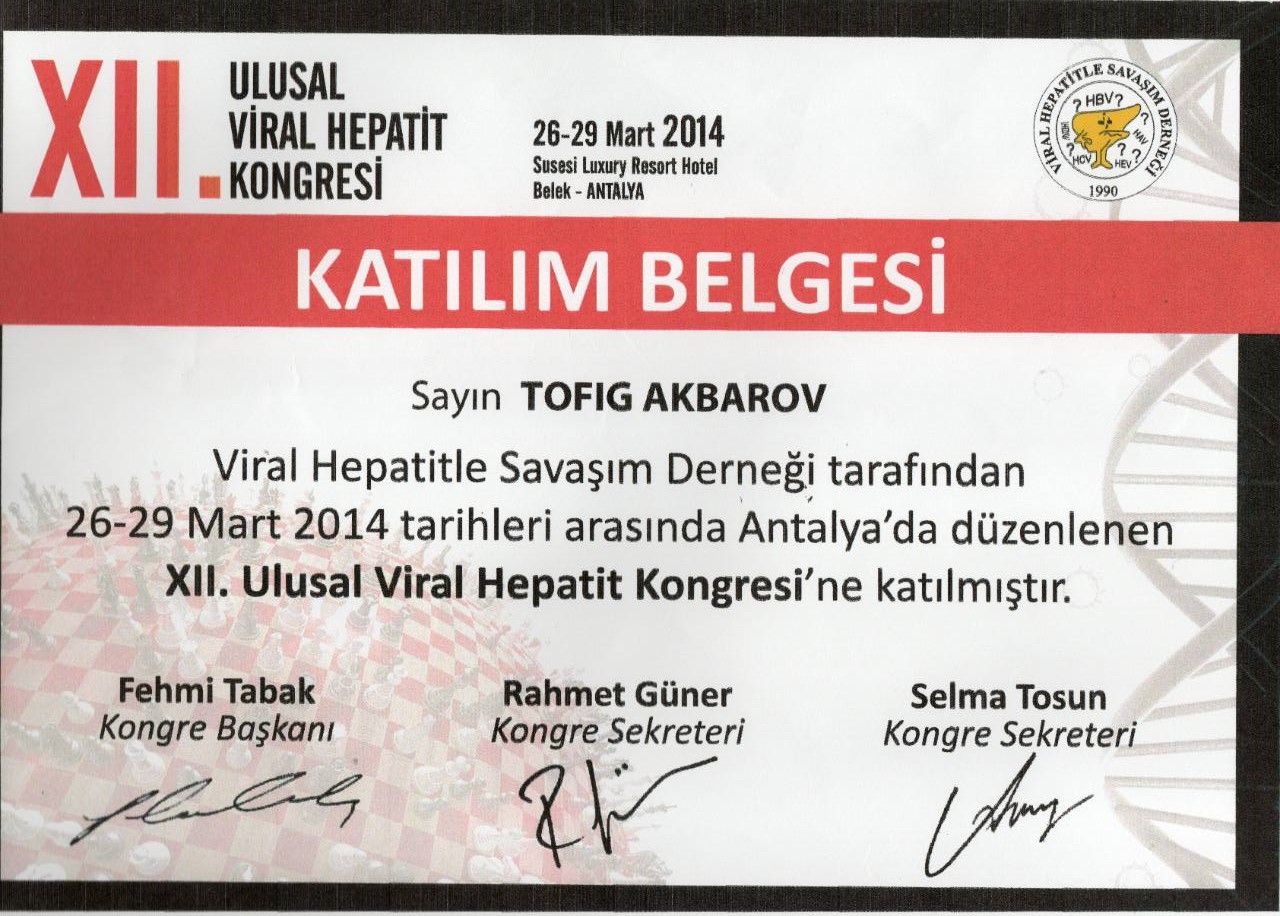 XII. ULUSAL
VİRAL HEPATİT
KONGRESİ
26-29 Mart 2014
Susesi Luxury Resort Hotel
Belek - ANTALYA
VİRAL HEPATİTLE SAVAŞIM DERNEĞİ
? HBV ?
HDV ? HAV
? HCV ? HEV ?
1990
KATILIM BELGESİ
Sayın TOFIG AKBAROV
Viral Hepatitle Savaşım Derneği tarafından
26-29 Mart 2014 tarihleri arasında Antalya’da düzenlenen
XII. Ulusal Viral Hepatit Kongresi’ne katılmıştır.
Fehmi Tabak
Kongre Başkanı
Rahmet Güner
Kongre Sekreteri
Selma Tosun
Kongre Sekreteri